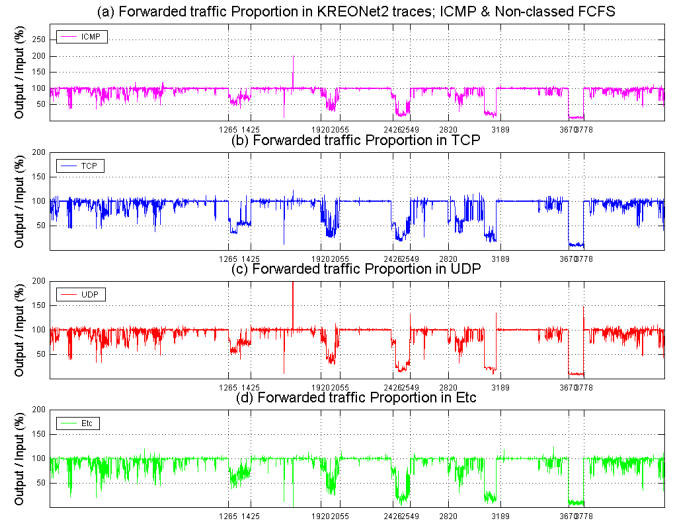 (a) Forwarded traffic Proportion in KREONet2 traces; ICMP & Non-classed FCFS
Output / Input (%)
250
200
150
100
50
ICMP
1265 1425 1920 2055 2426 2549 2820 3189 3670 3778
(b) Forwarded traffic Proportion in TCP
Output / Input (%)
200
150
100
50
TCP
1265 1425 1920 2055 2426 2549 2820 3189 3670 3778
(c) Forwarded traffic Proportion in UDP
Output / Input (%)
200
150
100
50
UDP
1265 1425 1920 2055 2426 2549 2820 3189 3670 3778
(d) Forwarded traffic Proportion in Etc
Output / Input (%)
200
150
100
50
Etc
1265 1425 1920 2055 2426 2549 2820 3189 3670 3778